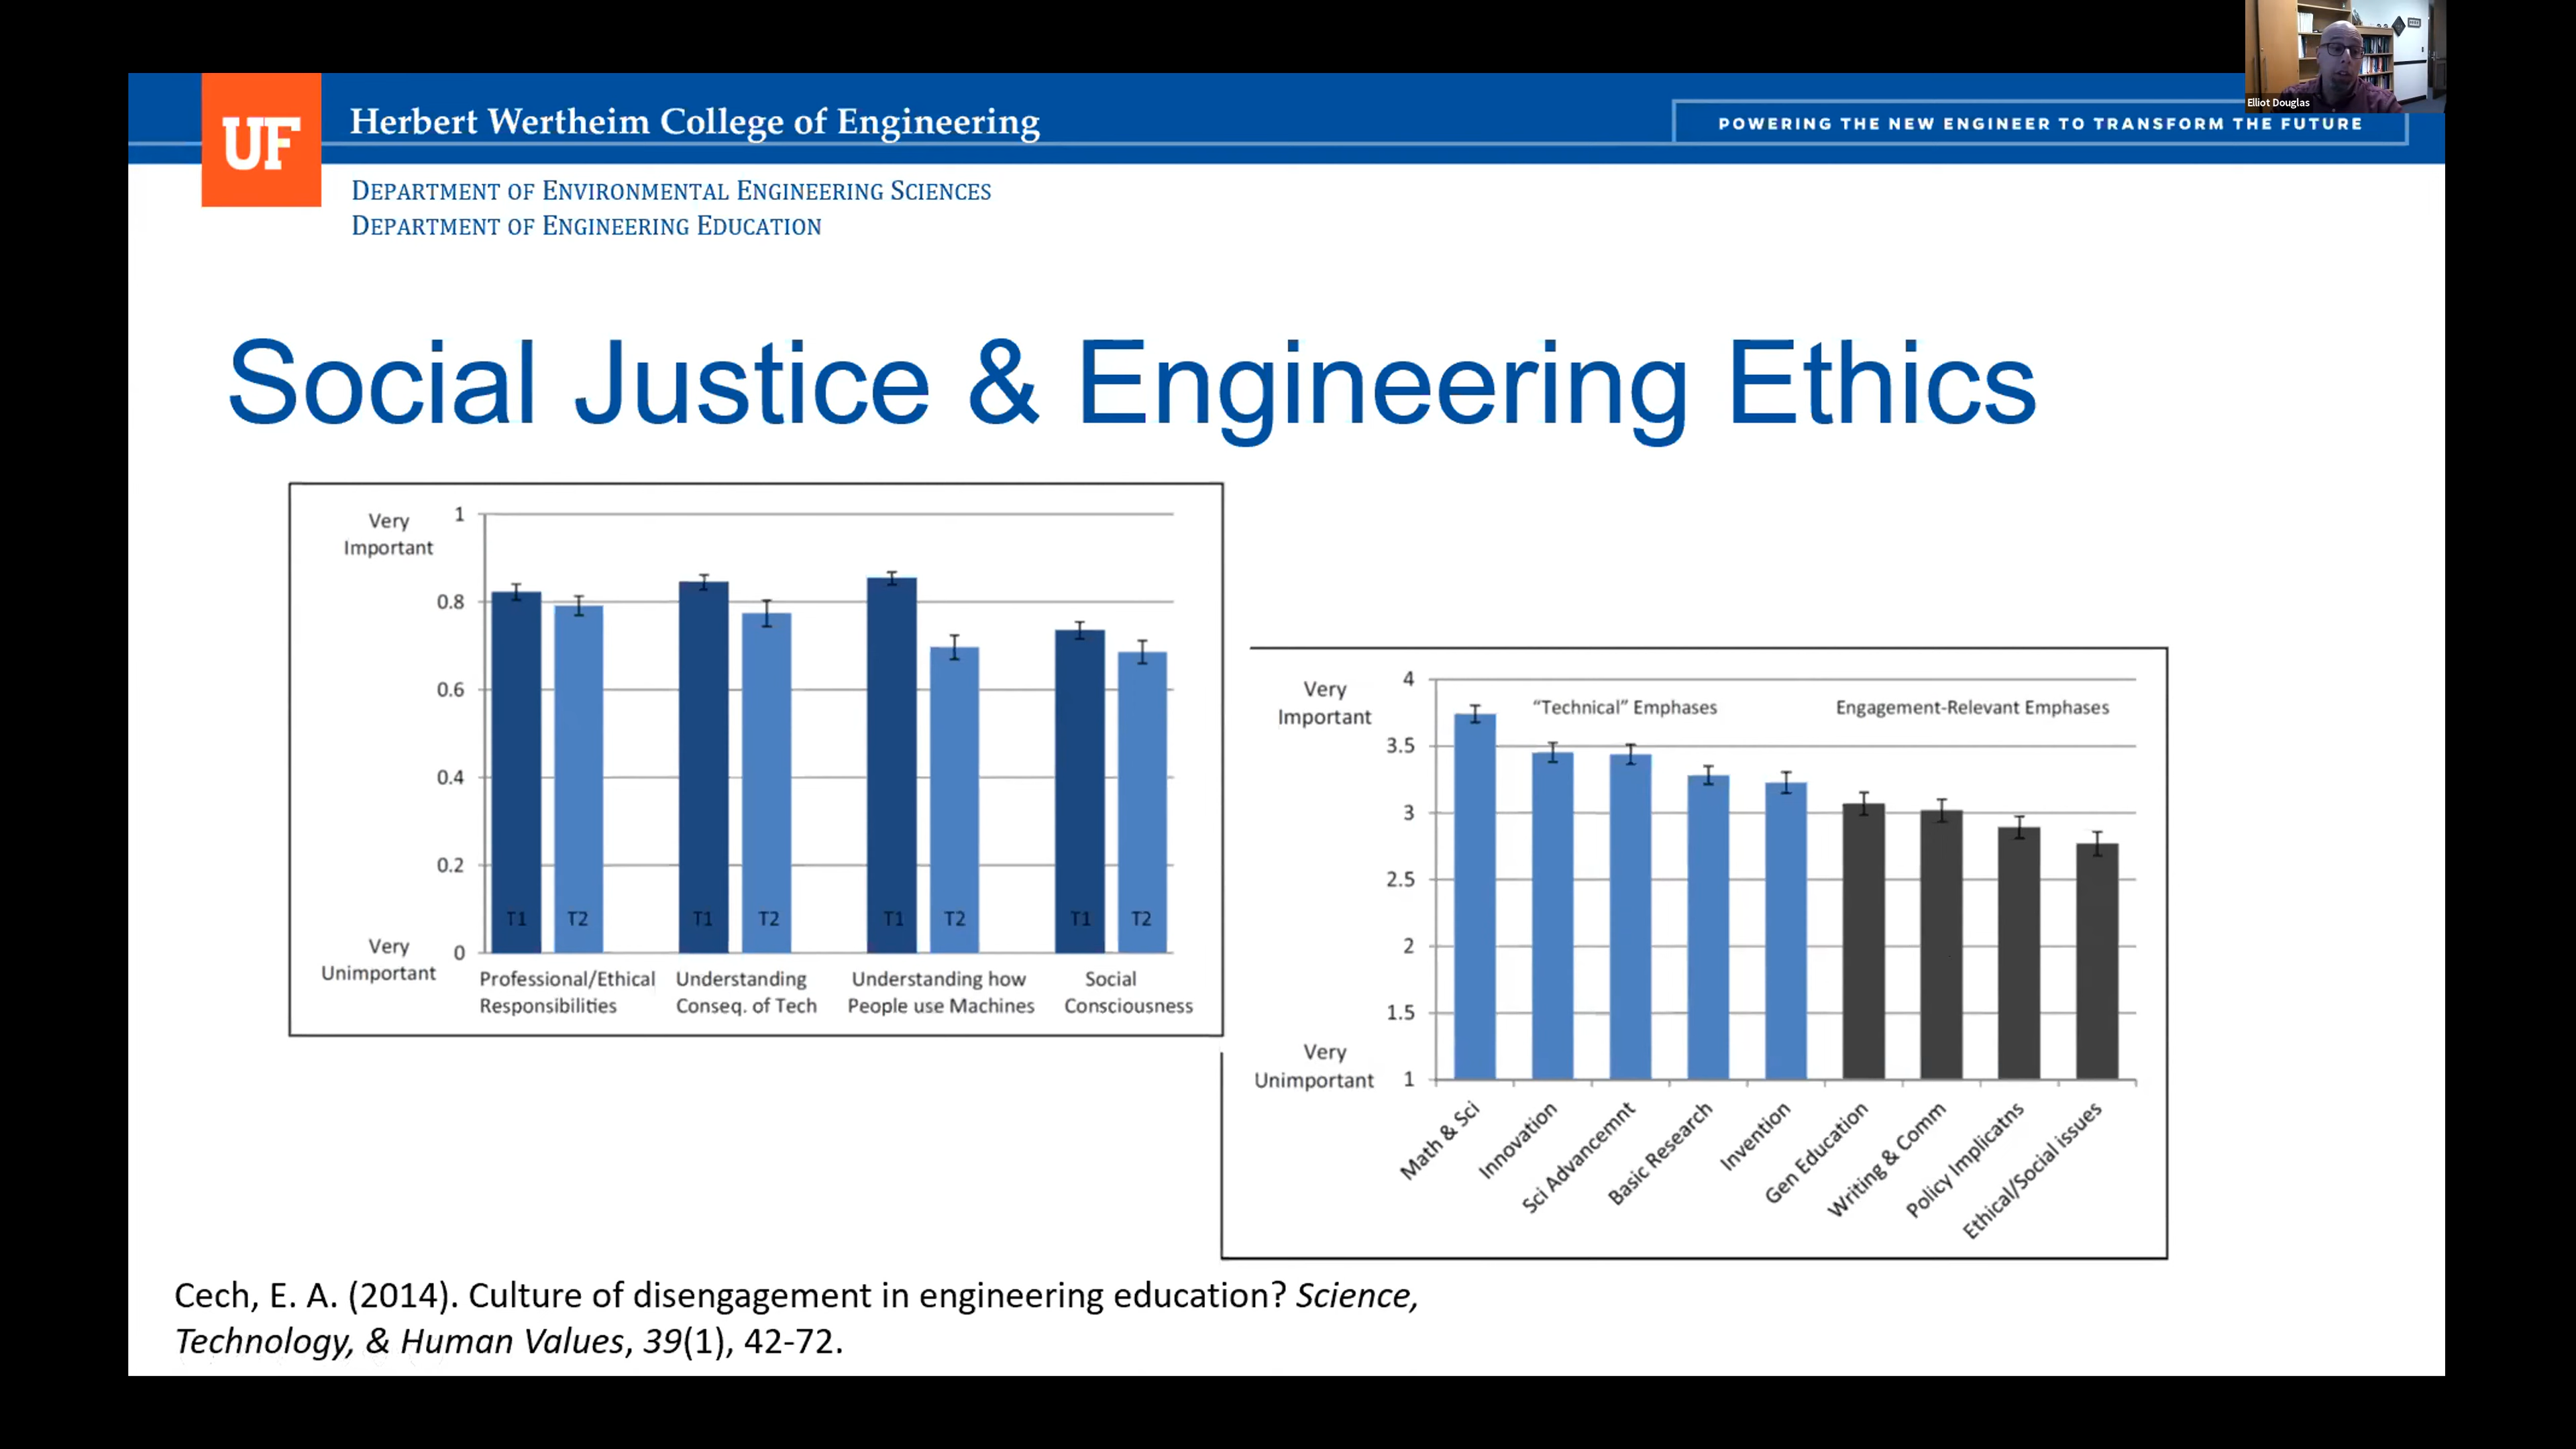 Elliot Douglas
UF
Herbert Wertheim College of Engineering
POWERING THE NEW ENGINEER TO TRANSFORM THE FUTURE
DEPARTMENT OF ENVIRONMENTAL ENGINEERING SCIENCES
DEPARTMENT OF ENGINEERING EDUCATION
Social Justice & Engineering Ethics
Very
Important
1
0.8
0.6
0.4
0.2
Very
Unimportant
0
T1 T2 T1 T2 T1 T2 T1 T2
Professional/Ethical
Responsibilities
Understanding
Conseq. of Tech
Understanding how
People use Machines
Social
Consciousness
Very
Important
4
"Technical" Emphases
Engagement-Relevant Emphases
3.5
3
2.5
2
1.5
Very
Unimportant
1
Math & Sci
Innovation
Sci Advancemnt
Basic Research
Invention
Gen Education
Writing & Comm
Policy Implicatns
Ethical/Social issues
Cech, E. A. (2014). Culture of disengagement in engineering education? Science,
Technology, & Human Values, 39(1), 42-72.